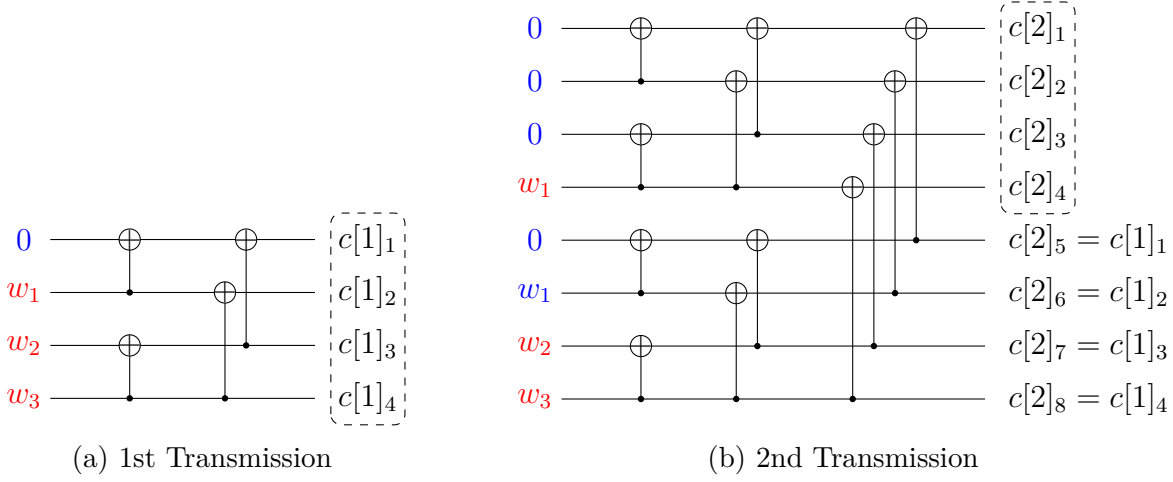 0
w₁
w₂
w₃
c[1]₁
c[1]₂
c[1]₃
c[1]₄
(a) 1st Transmission
0
0
0
w₁
0
w₁
w₂
w₃
c[2]₁
c[2]₂
c[2]₃
c[2]₄
c[2]₅ = c[1]₁
c[2]₆ = c[1]₂
c[2]₇ = c[1]₃
c[2]₈ = c[1]₄
(b) 2nd Transmission